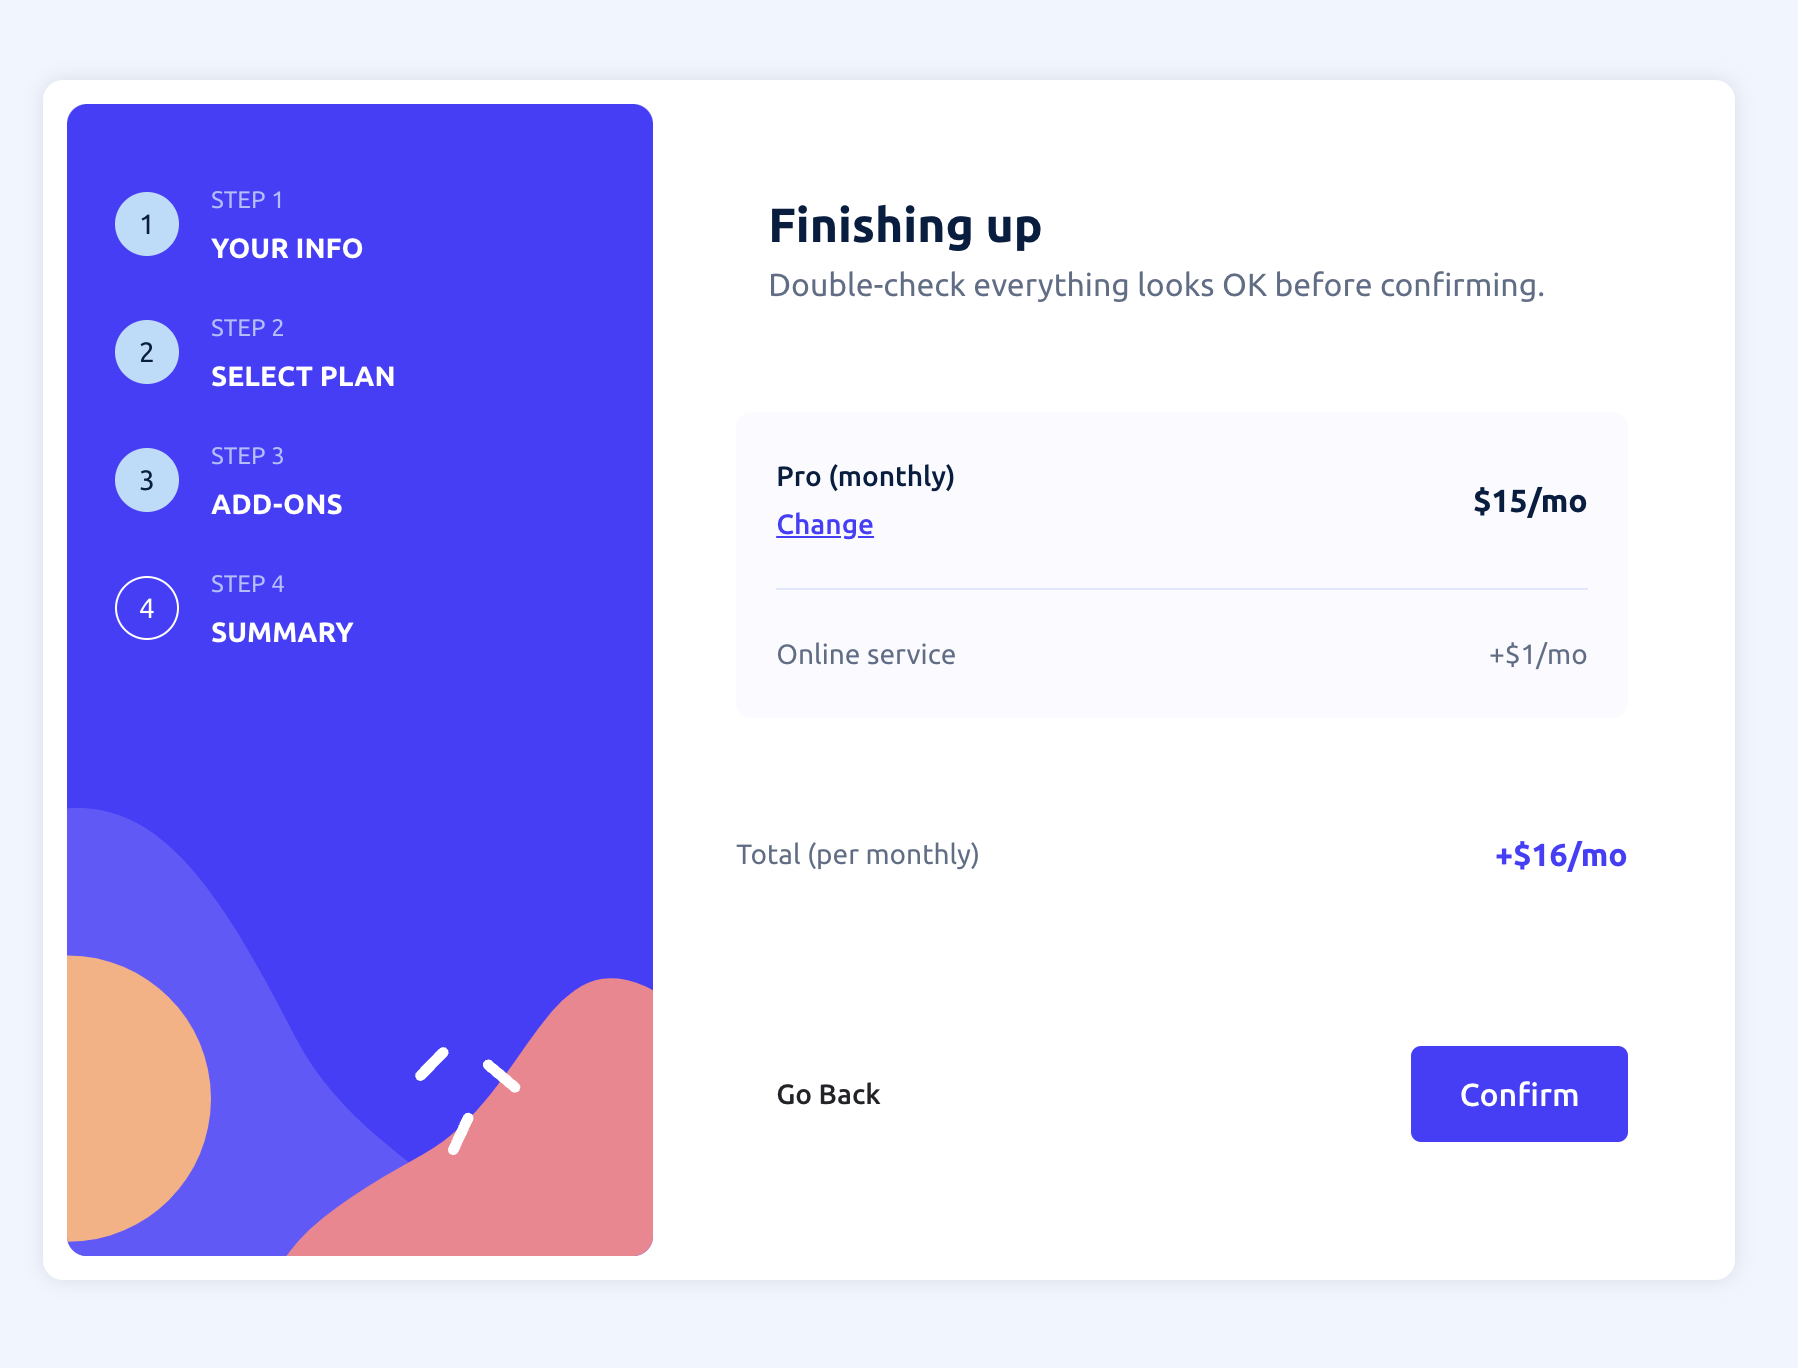 1
STEP 1
YOUR INFO
2
STEP 2
SELECT PLAN
3
STEP 3
ADD-ONS
4
STEP 4
SUMMARY
Finishing up
Double-check everything looks OK before confirming.
Pro (monthly)
Change
$15/mo
Online service
+$1/mo
Total (per monthly)
+$16/mo
Go Back
Confirm